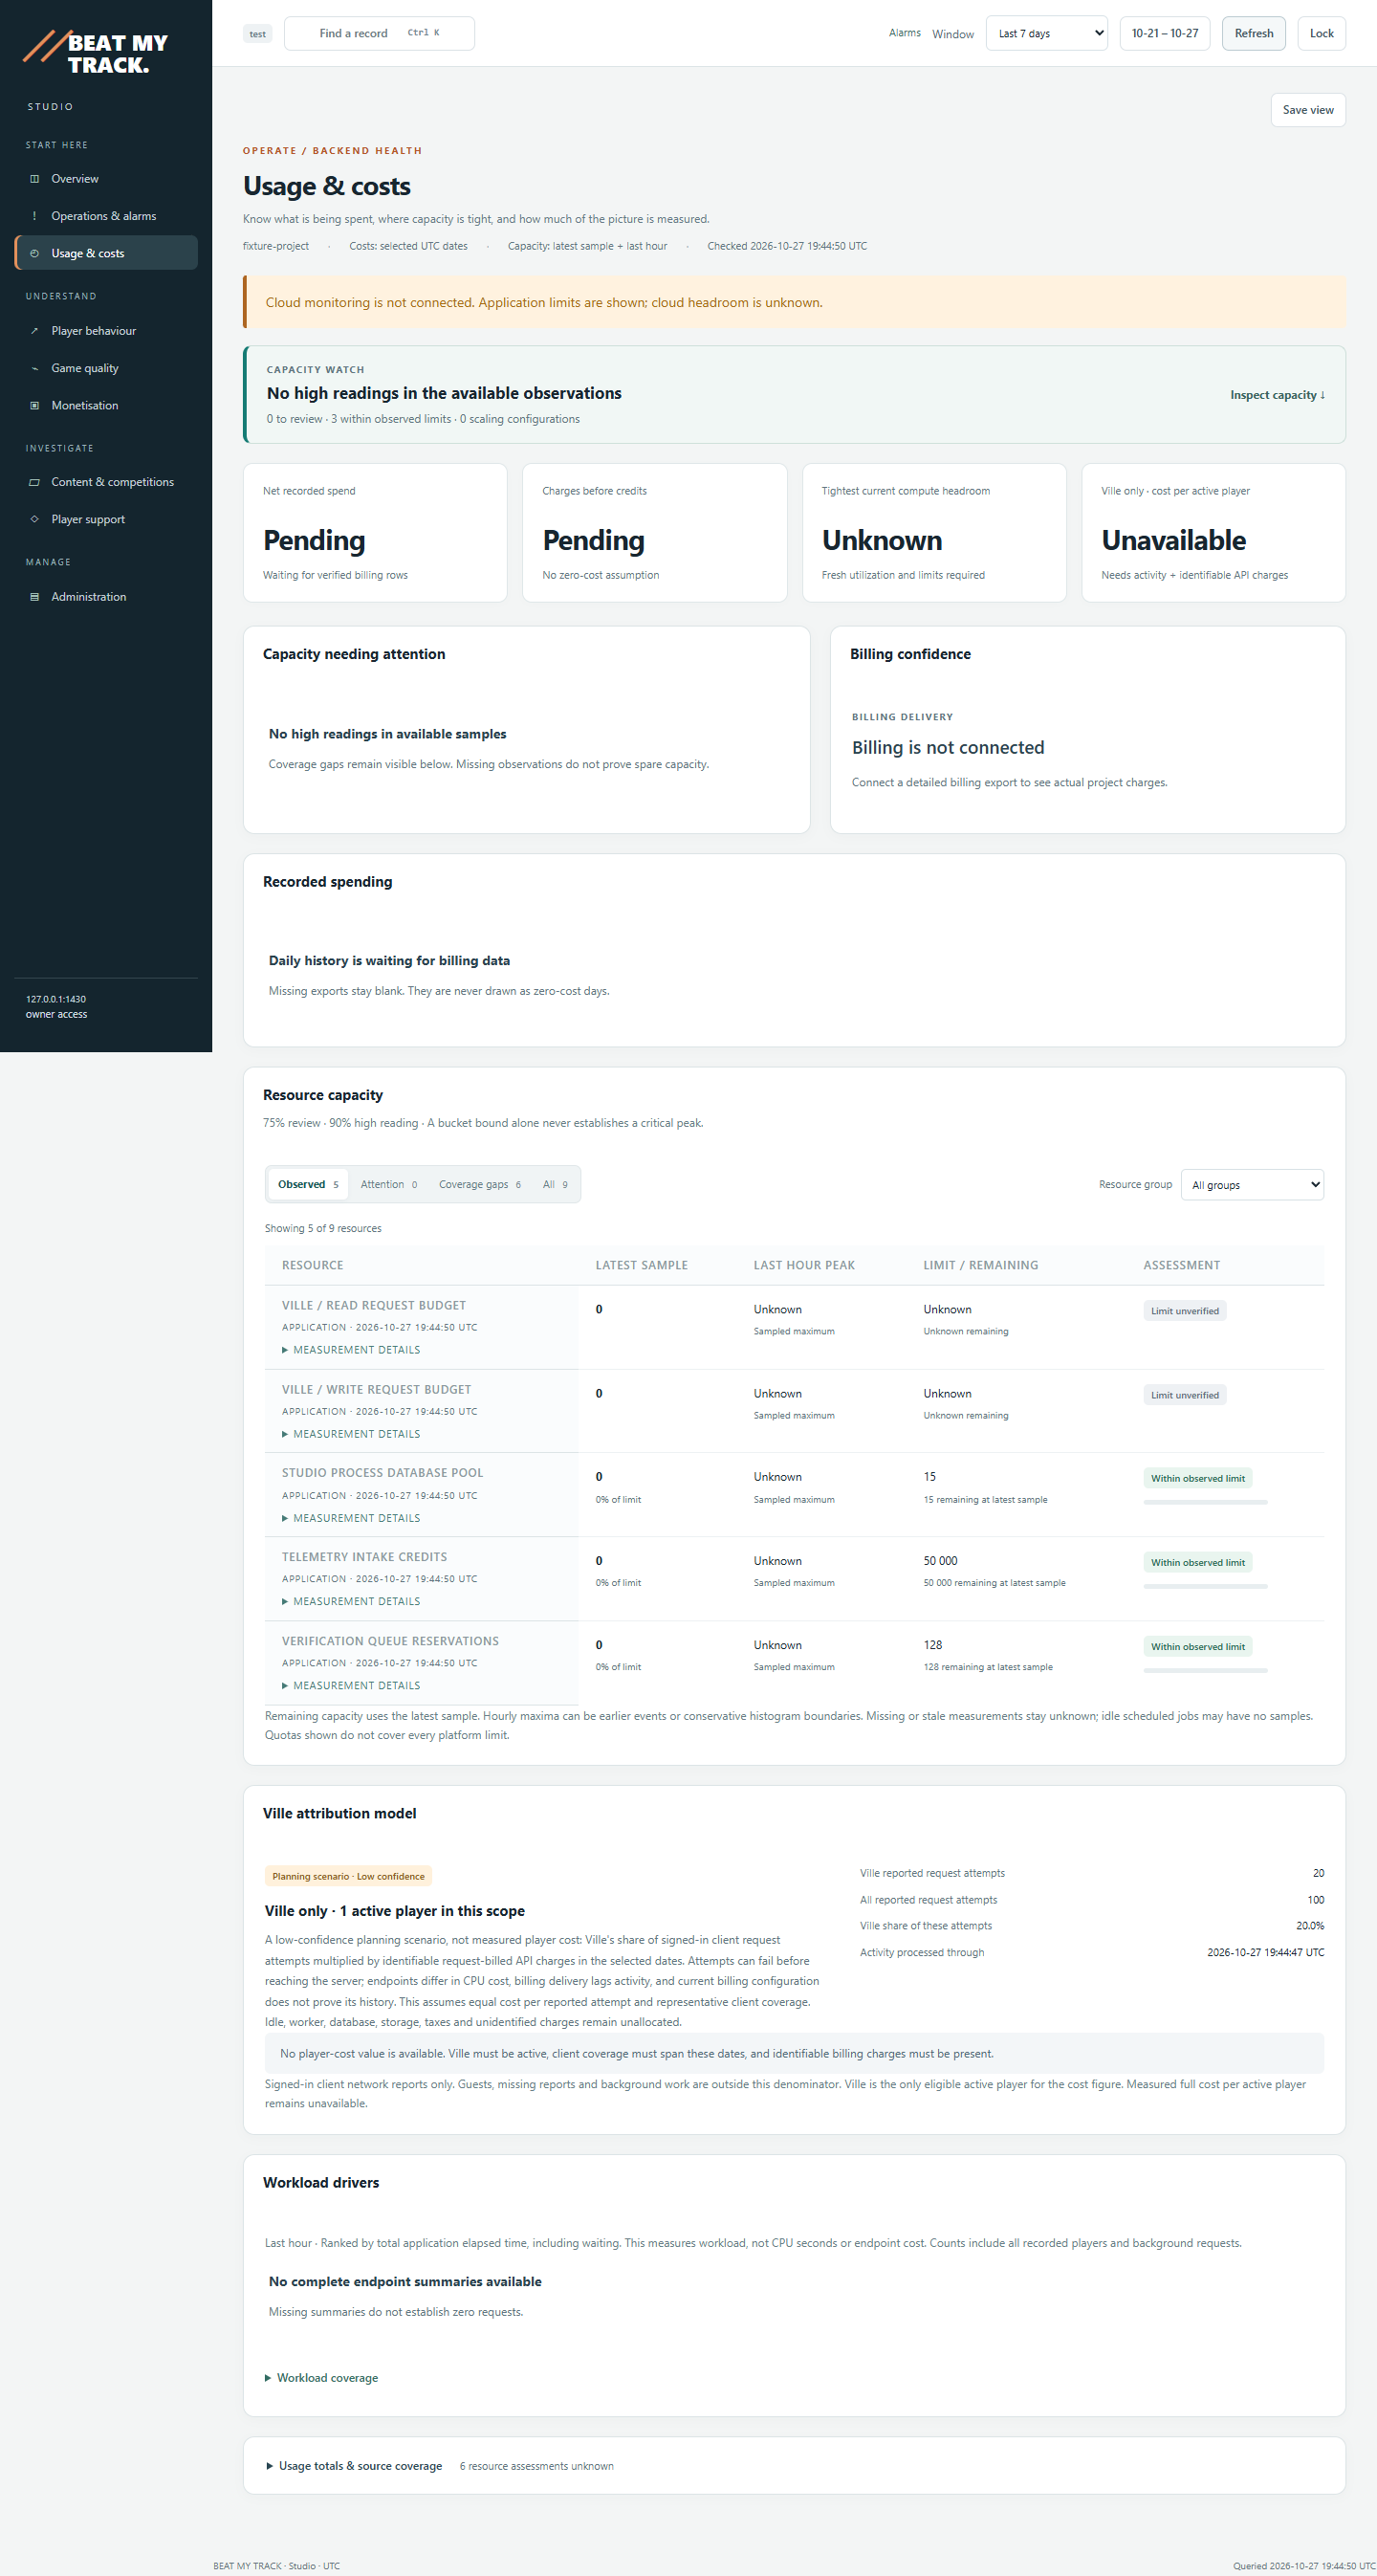 BEAT MY
TRACK.
STUDIO
START HERE
Overview
! Operations & alarms
Usage & costs
UNDERSTAND
Player behaviour
Game quality
Monetisation
INVESTIGATE
Content & competitions
Player support
MANAGE
Administration
127.0.0.1:1430
owner access
test
Find a record Ctrl K
Alarms Window Last 7 days 10-21 – 10-27 Refresh Lock
Save view
OPERATE / BACKEND HEALTH
Usage & costs
Know what is being spent, where capacity is tight, and how much of the picture is measured.
fixture-project · Costs: selected UTC dates · Capacity: latest sample + last hour · Checked 2026-10-27 19:44:50 UTC
Cloud monitoring is not connected. Application limits are shown; cloud headroom is unknown.
CAPACITY WATCH
No high readings in the available observations
0 to review · 3 within observed limits · 0 scaling configurations
Inspect capacity ↓
Net recorded spend
Pending
Waiting for verified billing rows
Charges before credits
Pending
No zero-cost assumption
Tightest current compute headroom
Unknown
Fresh utilization and limits required
Ville only · cost per active player
Unavailable
Needs activity + identifiable API charges
Capacity needing attention
No high readings in available samples
Coverage gaps remain visible below. Missing observations do not prove spare capacity.
Billing confidence
BILLING DELIVERY
Billing is not connected
Connect a detailed billing export to see actual project charges.
Recorded spending
Daily history is waiting for billing data
Missing exports stay blank. They are never drawn as zero-cost days.
Resource capacity
75% review · 90% high reading · A bucket bound alone never establishes a critical peak.
Observed 5 Attention 0 Coverage gaps 6 All 9
Resource group All groups
Showing 5 of 9 resources
RESOURCE LATEST SAMPLE LAST HOUR PEAK LIMIT / REMAINING ASSESSMENT
VILLE / READ REQUEST BUDGET 0 Unknown Unknown Limit unverified
APPLICATION · 2026-10-27 19:44:50 UTC Sampled maximum Unknown remaining
▶ MEASUREMENT DETAILS
VILLE / WRITE REQUEST BUDGET 0 Unknown Unknown Limit unverified
APPLICATION · 2026-10-27 19:44:50 UTC Sampled maximum Unknown remaining
▶ MEASUREMENT DETAILS
STUDIO PROCESS DATABASE POOL 0 Unknown 15 Within observed limit
APPLICATION · 2026-10-27 19:44:50 UTC 0% of limit Sampled maximum 15 remaining at latest sample
▶ MEASUREMENT DETAILS
TELEMETRY INTAKE CREDITS 0 Unknown 50 000 Within observed limit
APPLICATION · 2026-10-27 19:44:50 UTC 0% of limit Sampled maximum 50 000 remaining at latest sample
▶ MEASUREMENT DETAILS
VERIFICATION QUEUE RESERVATIONS 0 Unknown 128 Within observed limit
APPLICATION · 2026-10-27 19:44:50 UTC 0% of limit Sampled maximum 128 remaining at latest sample
▶ MEASUREMENT DETAILS
Remaining capacity uses the latest sample. Hourly maxima can be earlier events or conservative histogram boundaries. Missing or stale measurements stay unknown; idle scheduled jobs may have no samples.
Quotas shown do not cover every platform limit.
Ville attribution model
Planning scenario · Low confidence
Ville only · 1 active player in this scope
A low-confidence planning scenario, not measured player cost: Ville's share of signed-in client request
attempts multiplied by identifiable request-billed API charges in the selected dates. Attempts can fail before
reaching the server; endpoints differ in CPU cost, billing delivery lags activity, and current billing configuration
does not prove its history. This assumes equal cost per reported attempt and representative client coverage.
Idle, worker, database, storage, taxes and unidentified charges remain unallocated.
Ville reported request attempts 20
All reported request attempts 100
Ville share of these attempts 20.0%
Activity processed through 2026-10-27 19:44:47 UTC
No player-cost value is available. Ville must be active, client coverage must span these dates, and identifiable billing charges must be present.
Signed-in client network reports only. Guests, missing reports and background work are outside this denominator. Ville is the only eligible active player for the cost figure. Measured full cost per active player
remains unavailable.
Workload drivers
Last hour · Ranked by total application elapsed time, including waiting. This measures workload, not CPU seconds or endpoint cost. Counts include all recorded players and background requests.
No complete endpoint summaries available
Missing summaries do not establish zero requests.
▶ Workload coverage
▶ Usage totals & source coverage 6 resource assessments unknown
BEAT MY TRACK · Studio · UTC
Queried 2026-10-27 19:44:50 UTC